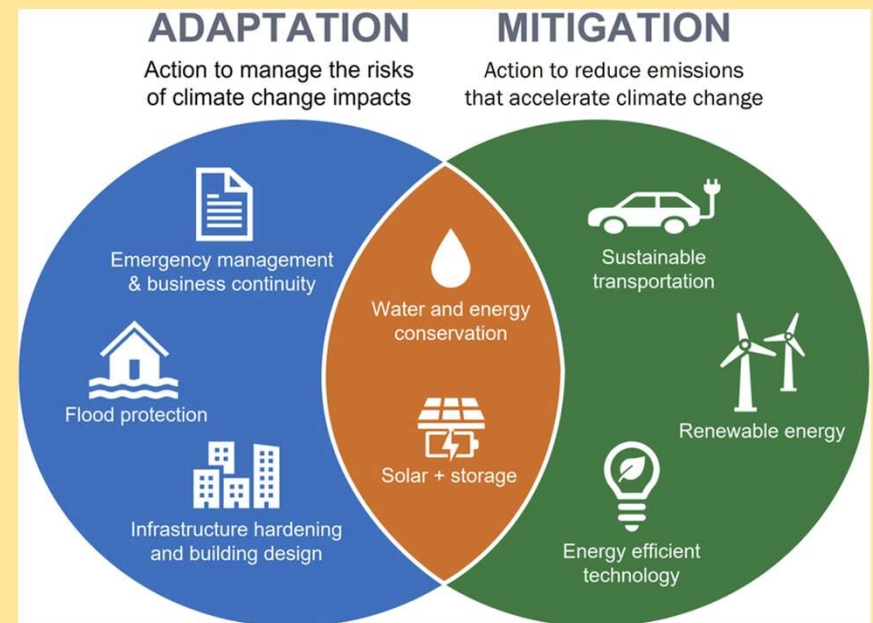 ADAPTATION
Action to manage the risks
of climate change impacts
MITIGATION
Action to reduce emissions
that accelerate climate change
Emergency management
& business continuity
Flood protection
Infrastructure hardening
and building design
Water and energy
conservation
Solar + storage
Sustainable
transportation
Renewable energy
Energy efficient
technology